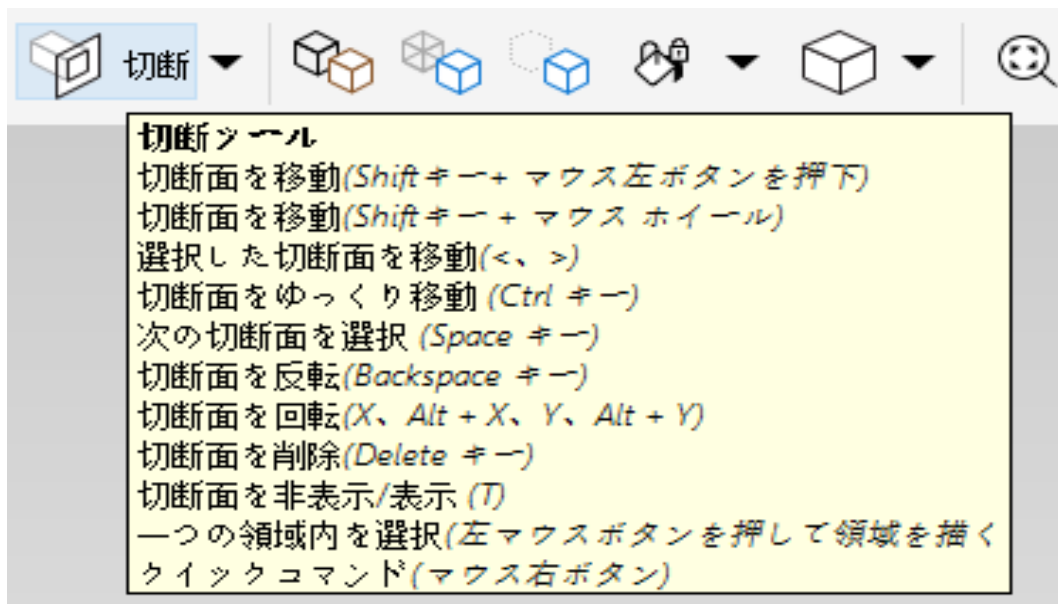 切断
切断ツール
切断面を移動(Shiftキー+ マウス左ボタンを押下)
切断面を移動(Shiftキー + マウス ホイール)
選択した切断面を移動(<、>)
切断面をゆっくり移動 (Ctrl キー)
次の切断面を選択 (Space キー)
切断面を反転(Backspace キー)
切断面を回転(X、Alt + X、Y、Alt + Y)
切断面を削除(Delete キー)
切断面を非表示/表示 (T)
一つの領域内を選択(左マウスボタンを押して領域を描く
クイックコマンド(マウス右ボタン)